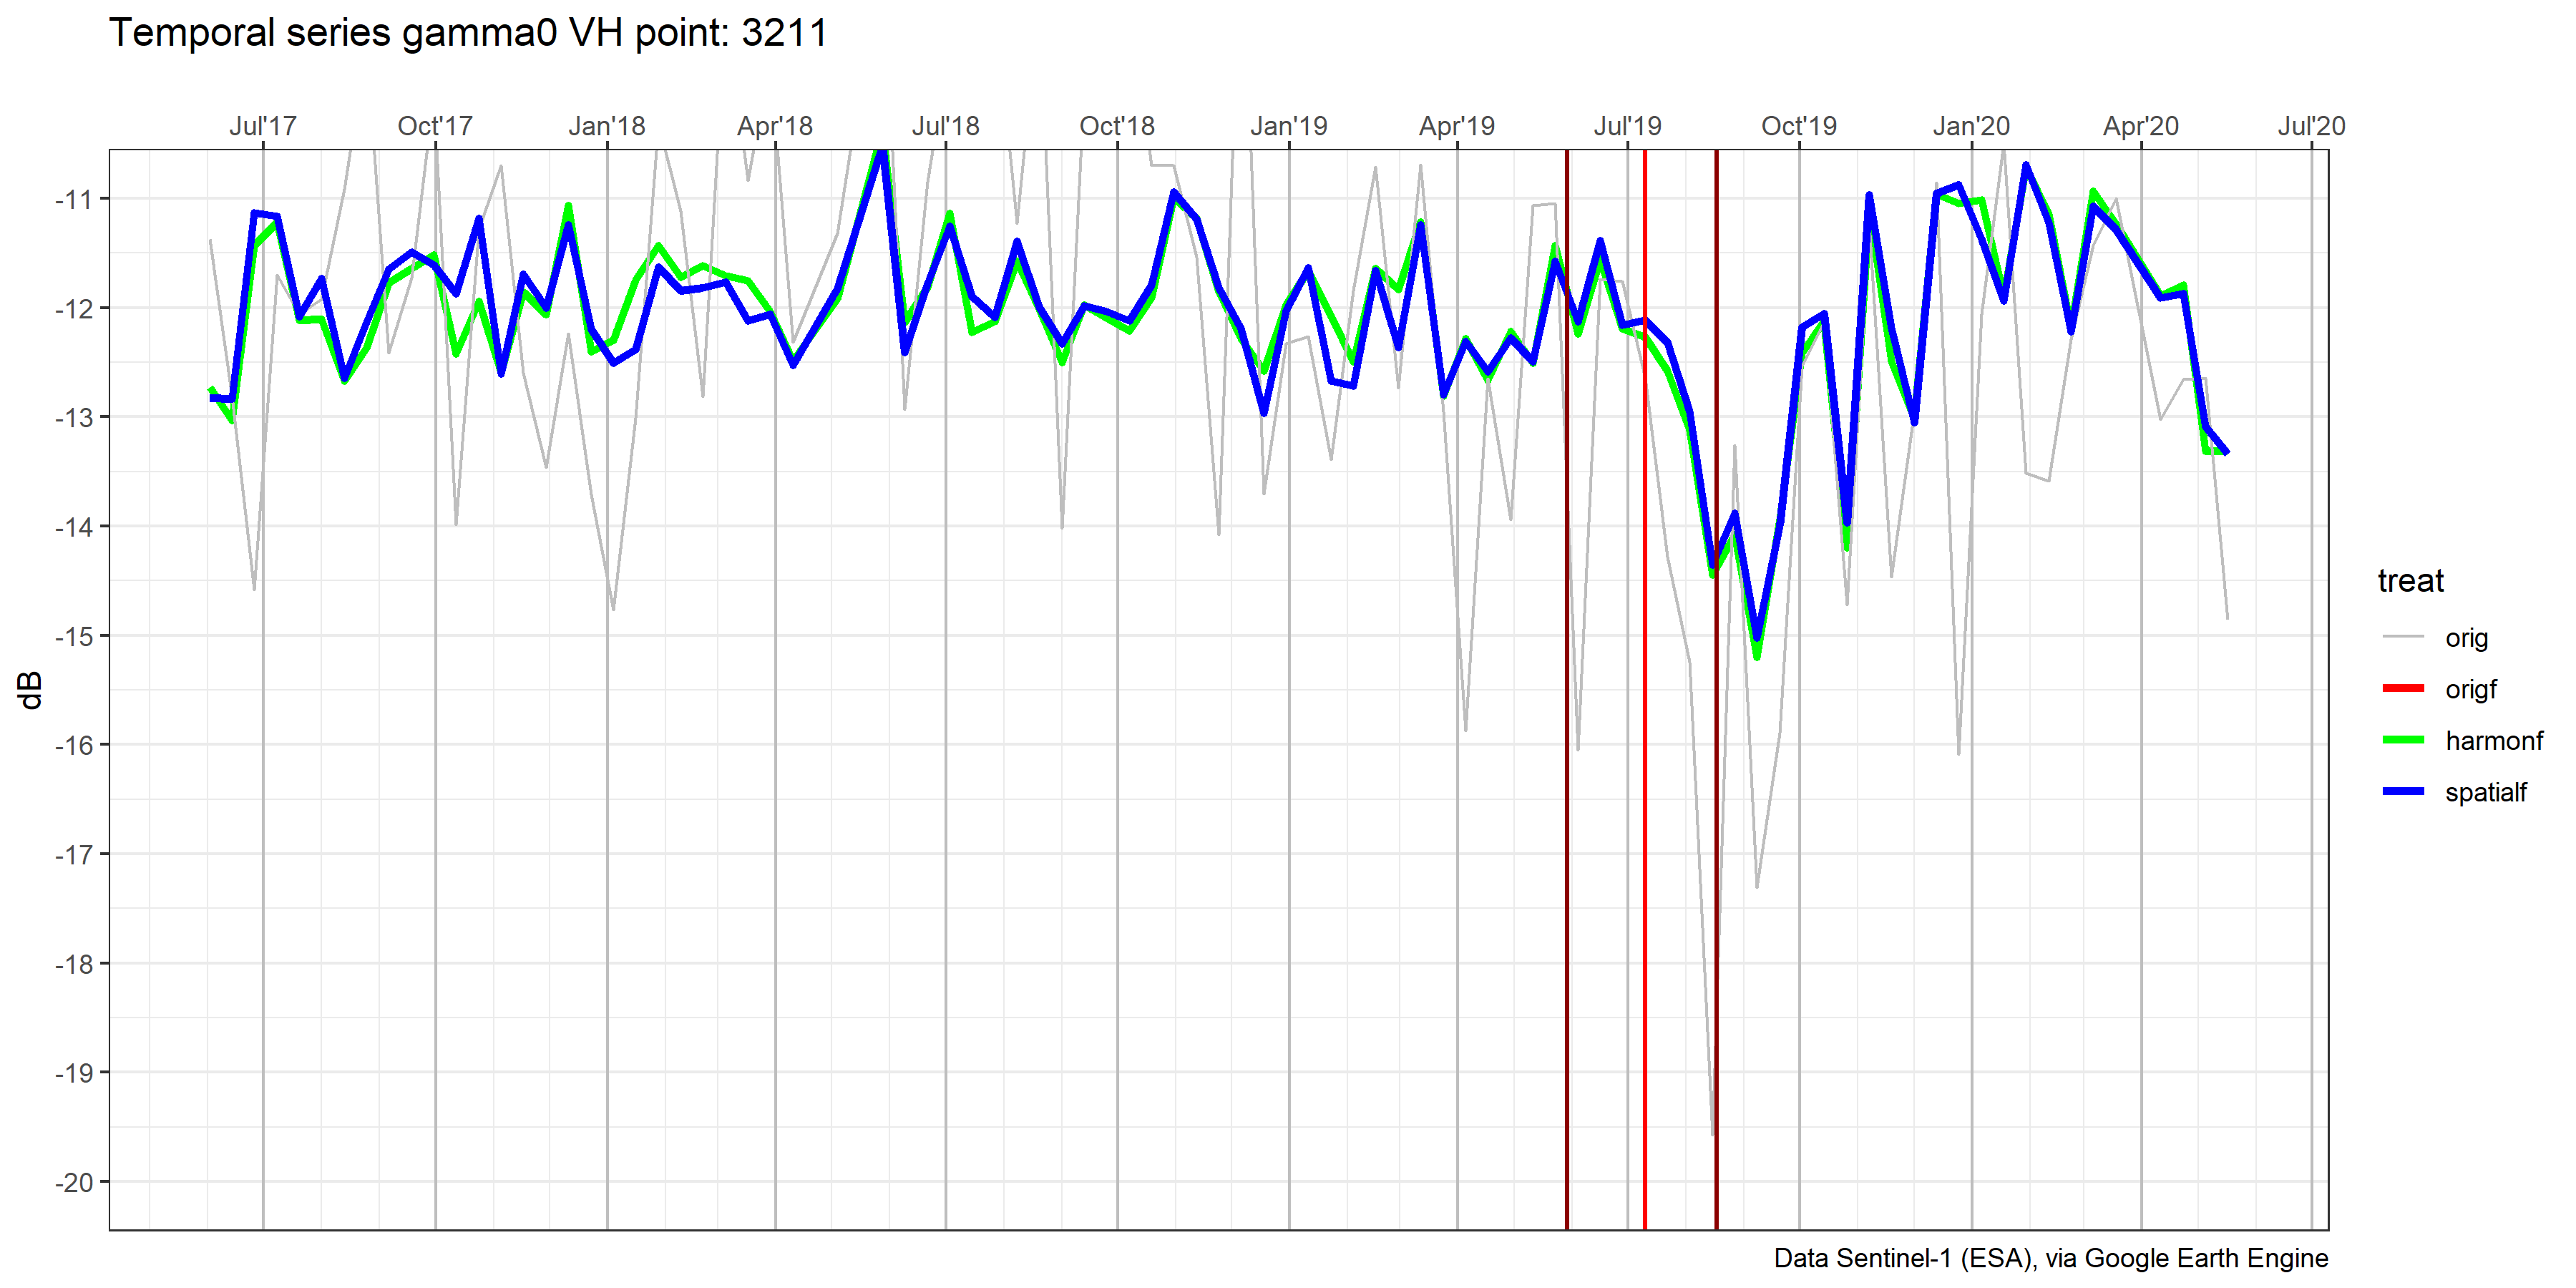 Temporal series gamma0 VH point: 3211
Jul'17 Oct'17 Jan'18 Apr'18 Jul'18 Oct'18 Jan'19 Apr'19 Jul'19 Oct'19 Jan'20 Apr'20 Jul'20
-11
-12
-13
-14
-15
-16
-17
-18
-19
-20
dB
treat
orig
origf
harmonf
spatialf
Data Sentinel-1 (ESA), via Google Earth Engine